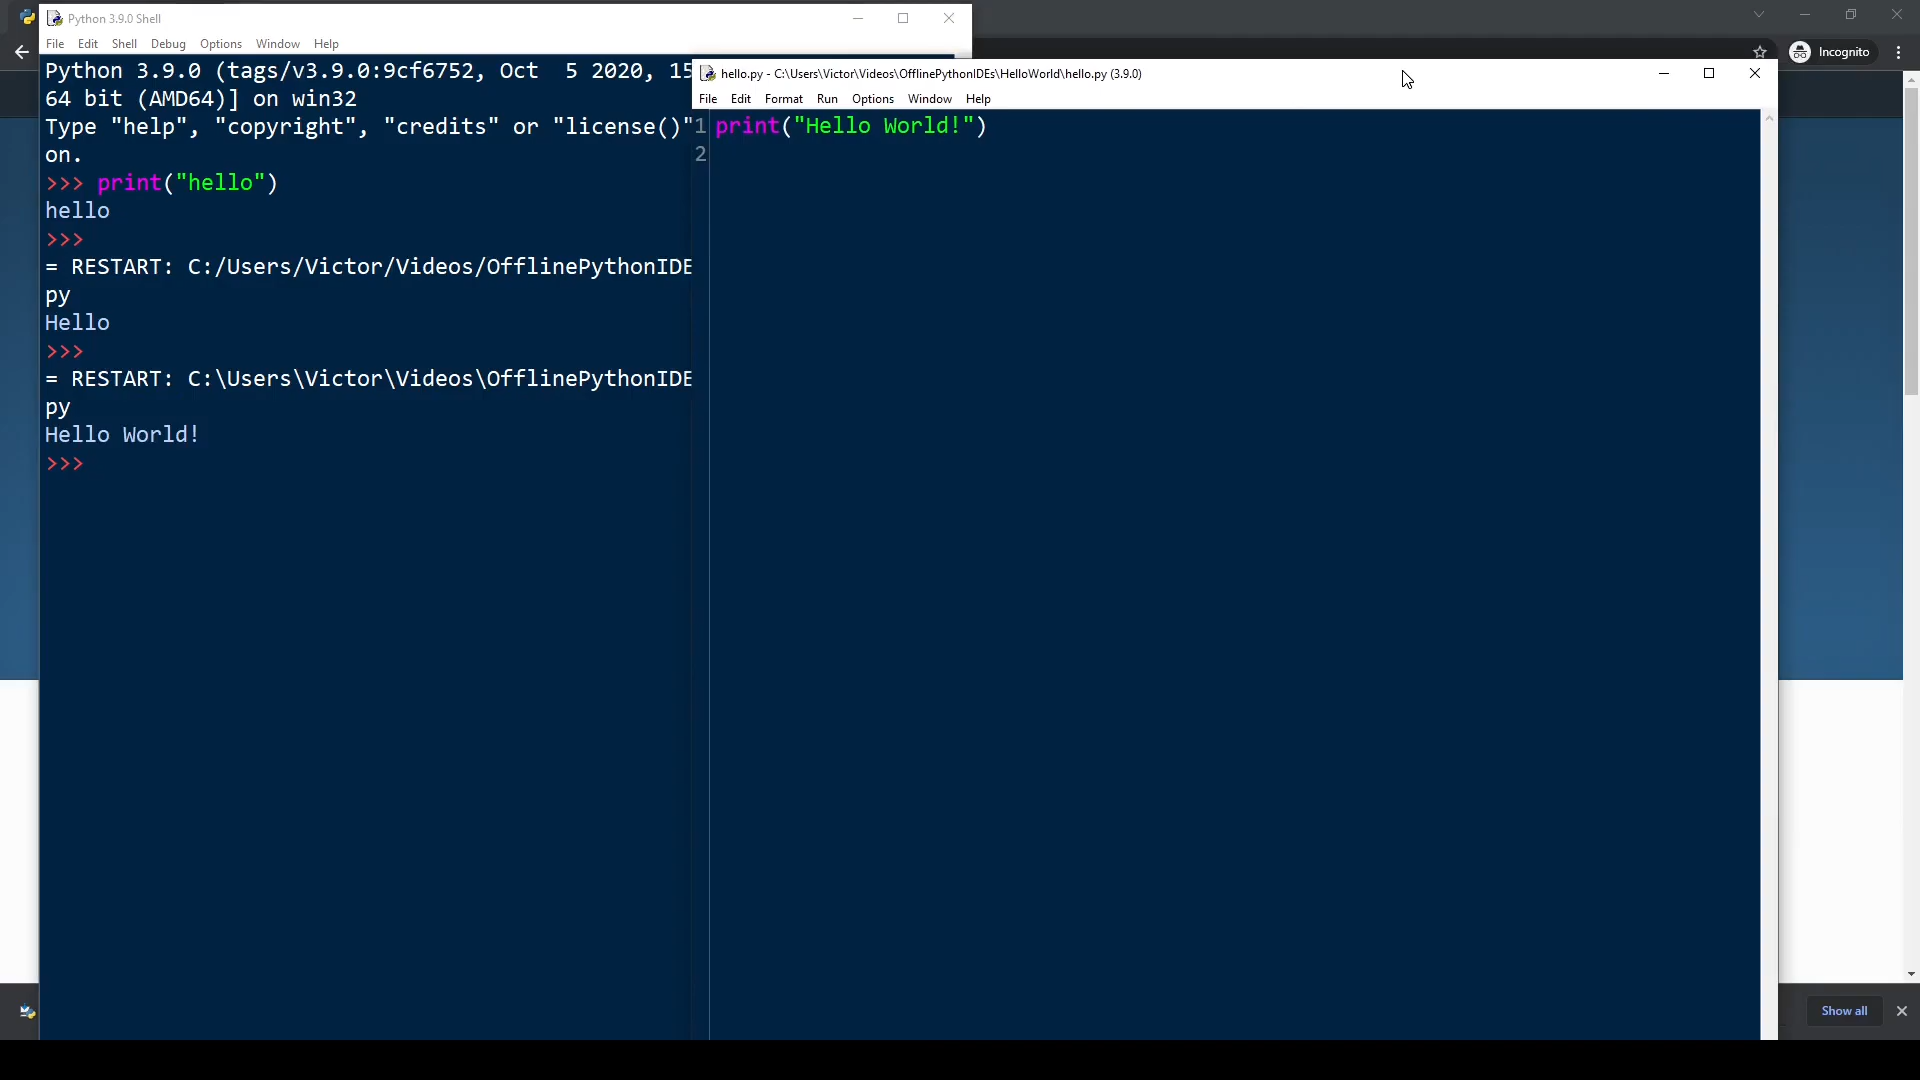 Python 3.9.0 Shell
File Edit Shell Debug Options Window Help
Python 3.9.0 (tags/v3.9.0:9cf6752, Oct  5 2020, 15
64 bit (AMD64)] on win32
Type "help", "copyright", "credits" or "license()"
on.
>>> print("hello")
hello
>>>
= RESTART: C:/Users/Victor/Videos/OfflinePythonIDE
py
Hello
>>>
= RESTART: C:\Users\Victor\Videos\OfflinePythonIDE
py
Hello World!
>>>
hello.py - C:\Users\Victor\Videos\OfflinePythonIDEs\HelloWorld\hello.py (3.9.0)
File Edit Format Run Options Window Help
1 print("Hello World!")
2
Incognito
Show all